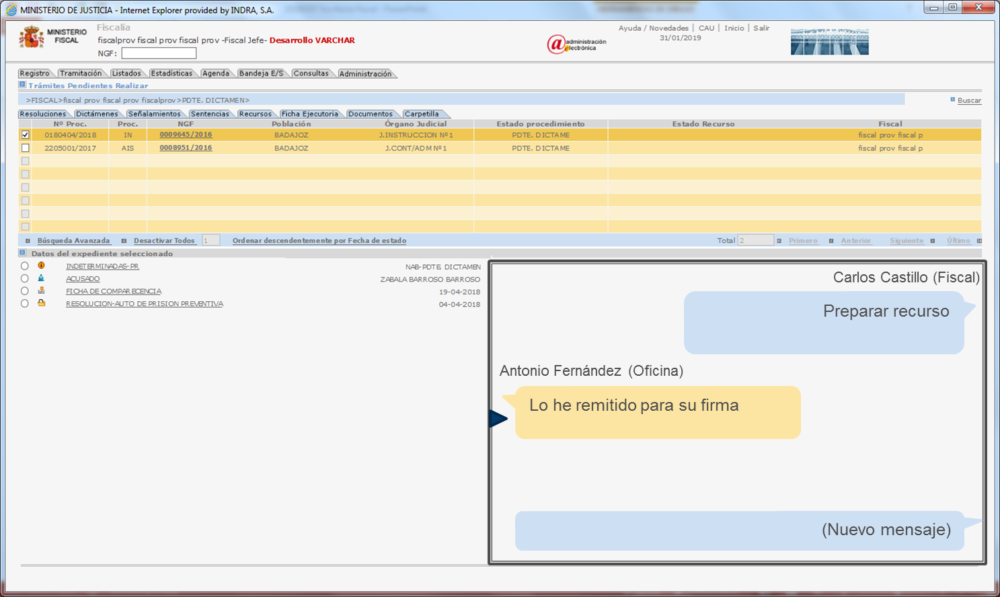 MINISTERIO DE JUSTICIA - Internet Explorer provided by INDRA, S.A.
MINISTERIO FISCAL
Fiscalía
fiscalprov fiscal prov fiscal prov -Fiscal Jefe- Desarrollo VARCHAR
NGF:
administración electrónica
Ayuda / Novedades | CAU | Inicio | Salir
31/01/2019
Registro Tramitación Listados Estadísticas Agenda Bandeja E/S Consultas Administración
Trámites Pendientes Realizar
>FISCAL>fiscal prov fiscal prov fiscalprov>PDTE. DICTAMEN>
Buscar
Resoluciones Dictámenes Señalamientos Sentencias Recursos Ficha Ejecutoria Documentos Carpetilla
Nº Proc. Proc. NGF Población Órgano Judicial Estado procedimiento Estado Recurso Fiscal
0180404/2018 IN 0009645/2016 BADAJOZ J.INSTRUCCION Nº1 PDTE. DICTAME fiscal prov fiscal p
2205001/2017 AIS 0008951/2016 BADAJOZ J.CONT/ADM Nº1 PDTE. DICTAME fiscal prov fiscal p
Búsqueda Avanzada Desactivar Todos 1 Ordenar descendentemente por Fecha de estado Total 2 Primero Anterior Siguiente Último
Datos del expediente seleccionado
INDETERMINADAS-PR NAB-PDTE. DICTAMEN
ACUSADO ZABALA BARROSO BARROSO
FICHA DE COMPARECENCIA 19-04-2018
RESOLUCION-AUTO DE PRISION PREVENTIVA 04-04-2018
Carlos Castillo (Fiscal)
Preparar recurso
Antonio Fernández (Oficina)
Lo he remitido para su firma
(Nuevo mensaje)